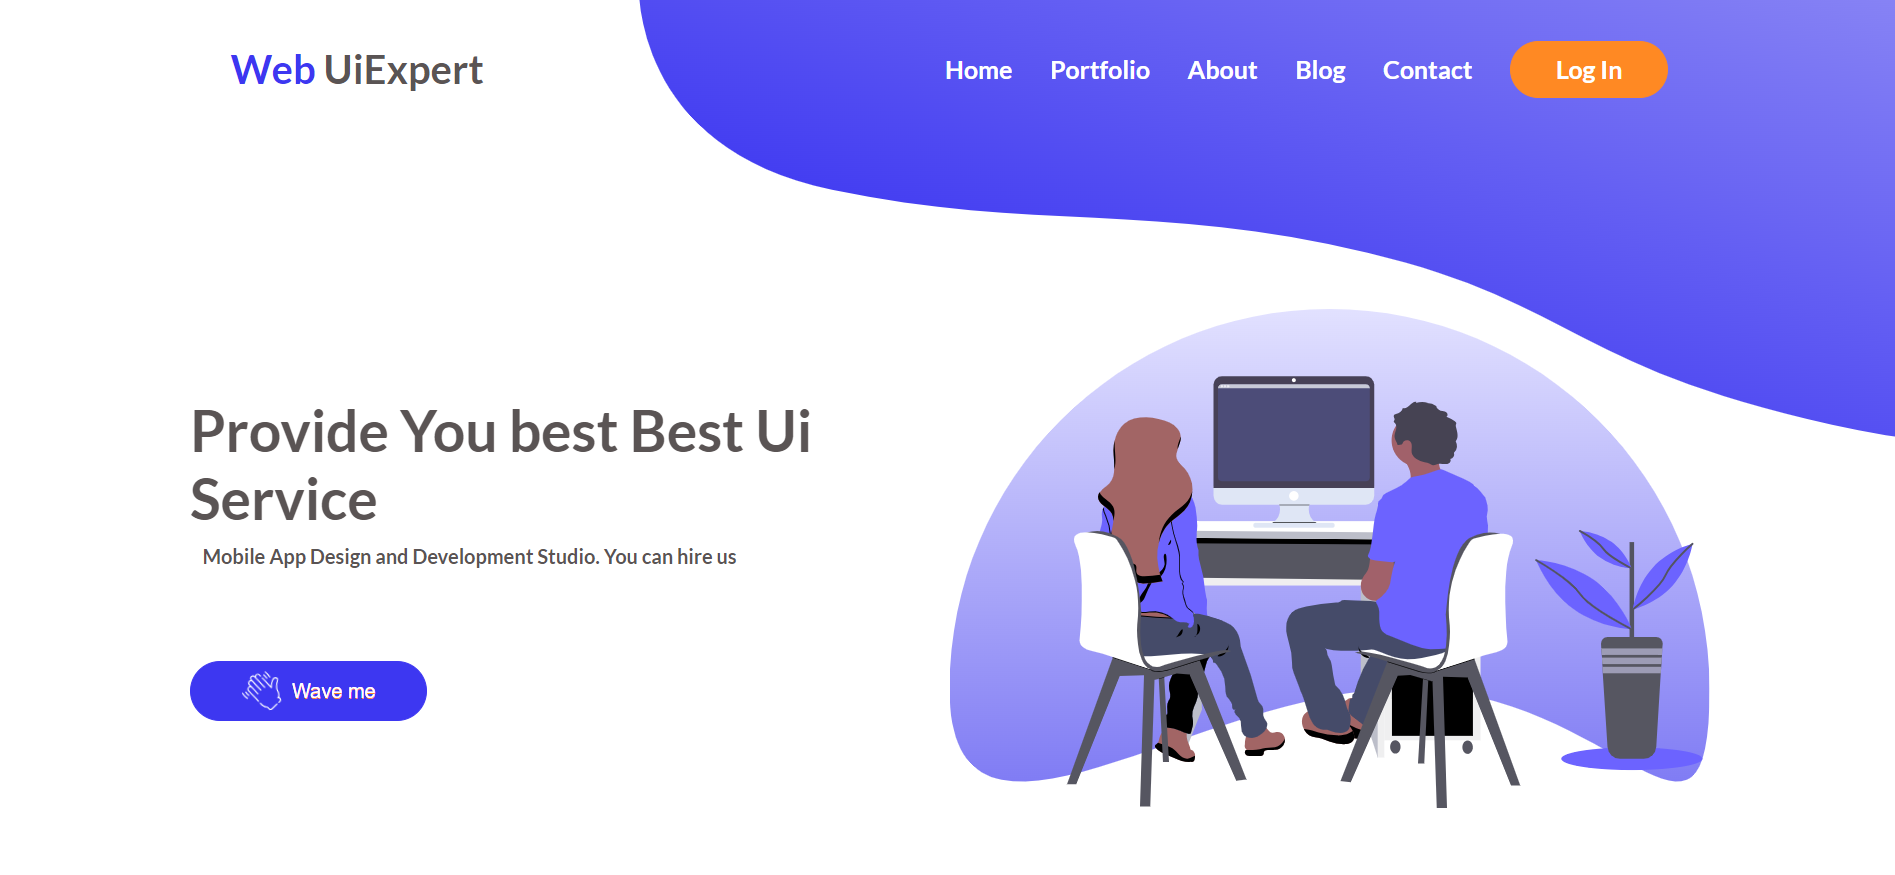 Web UiExpert
Home Portfolio About Blog Contact Log In
Provide You best Best Ui
Service
Mobile App Design and Development Studio. You can hire us
Wave me